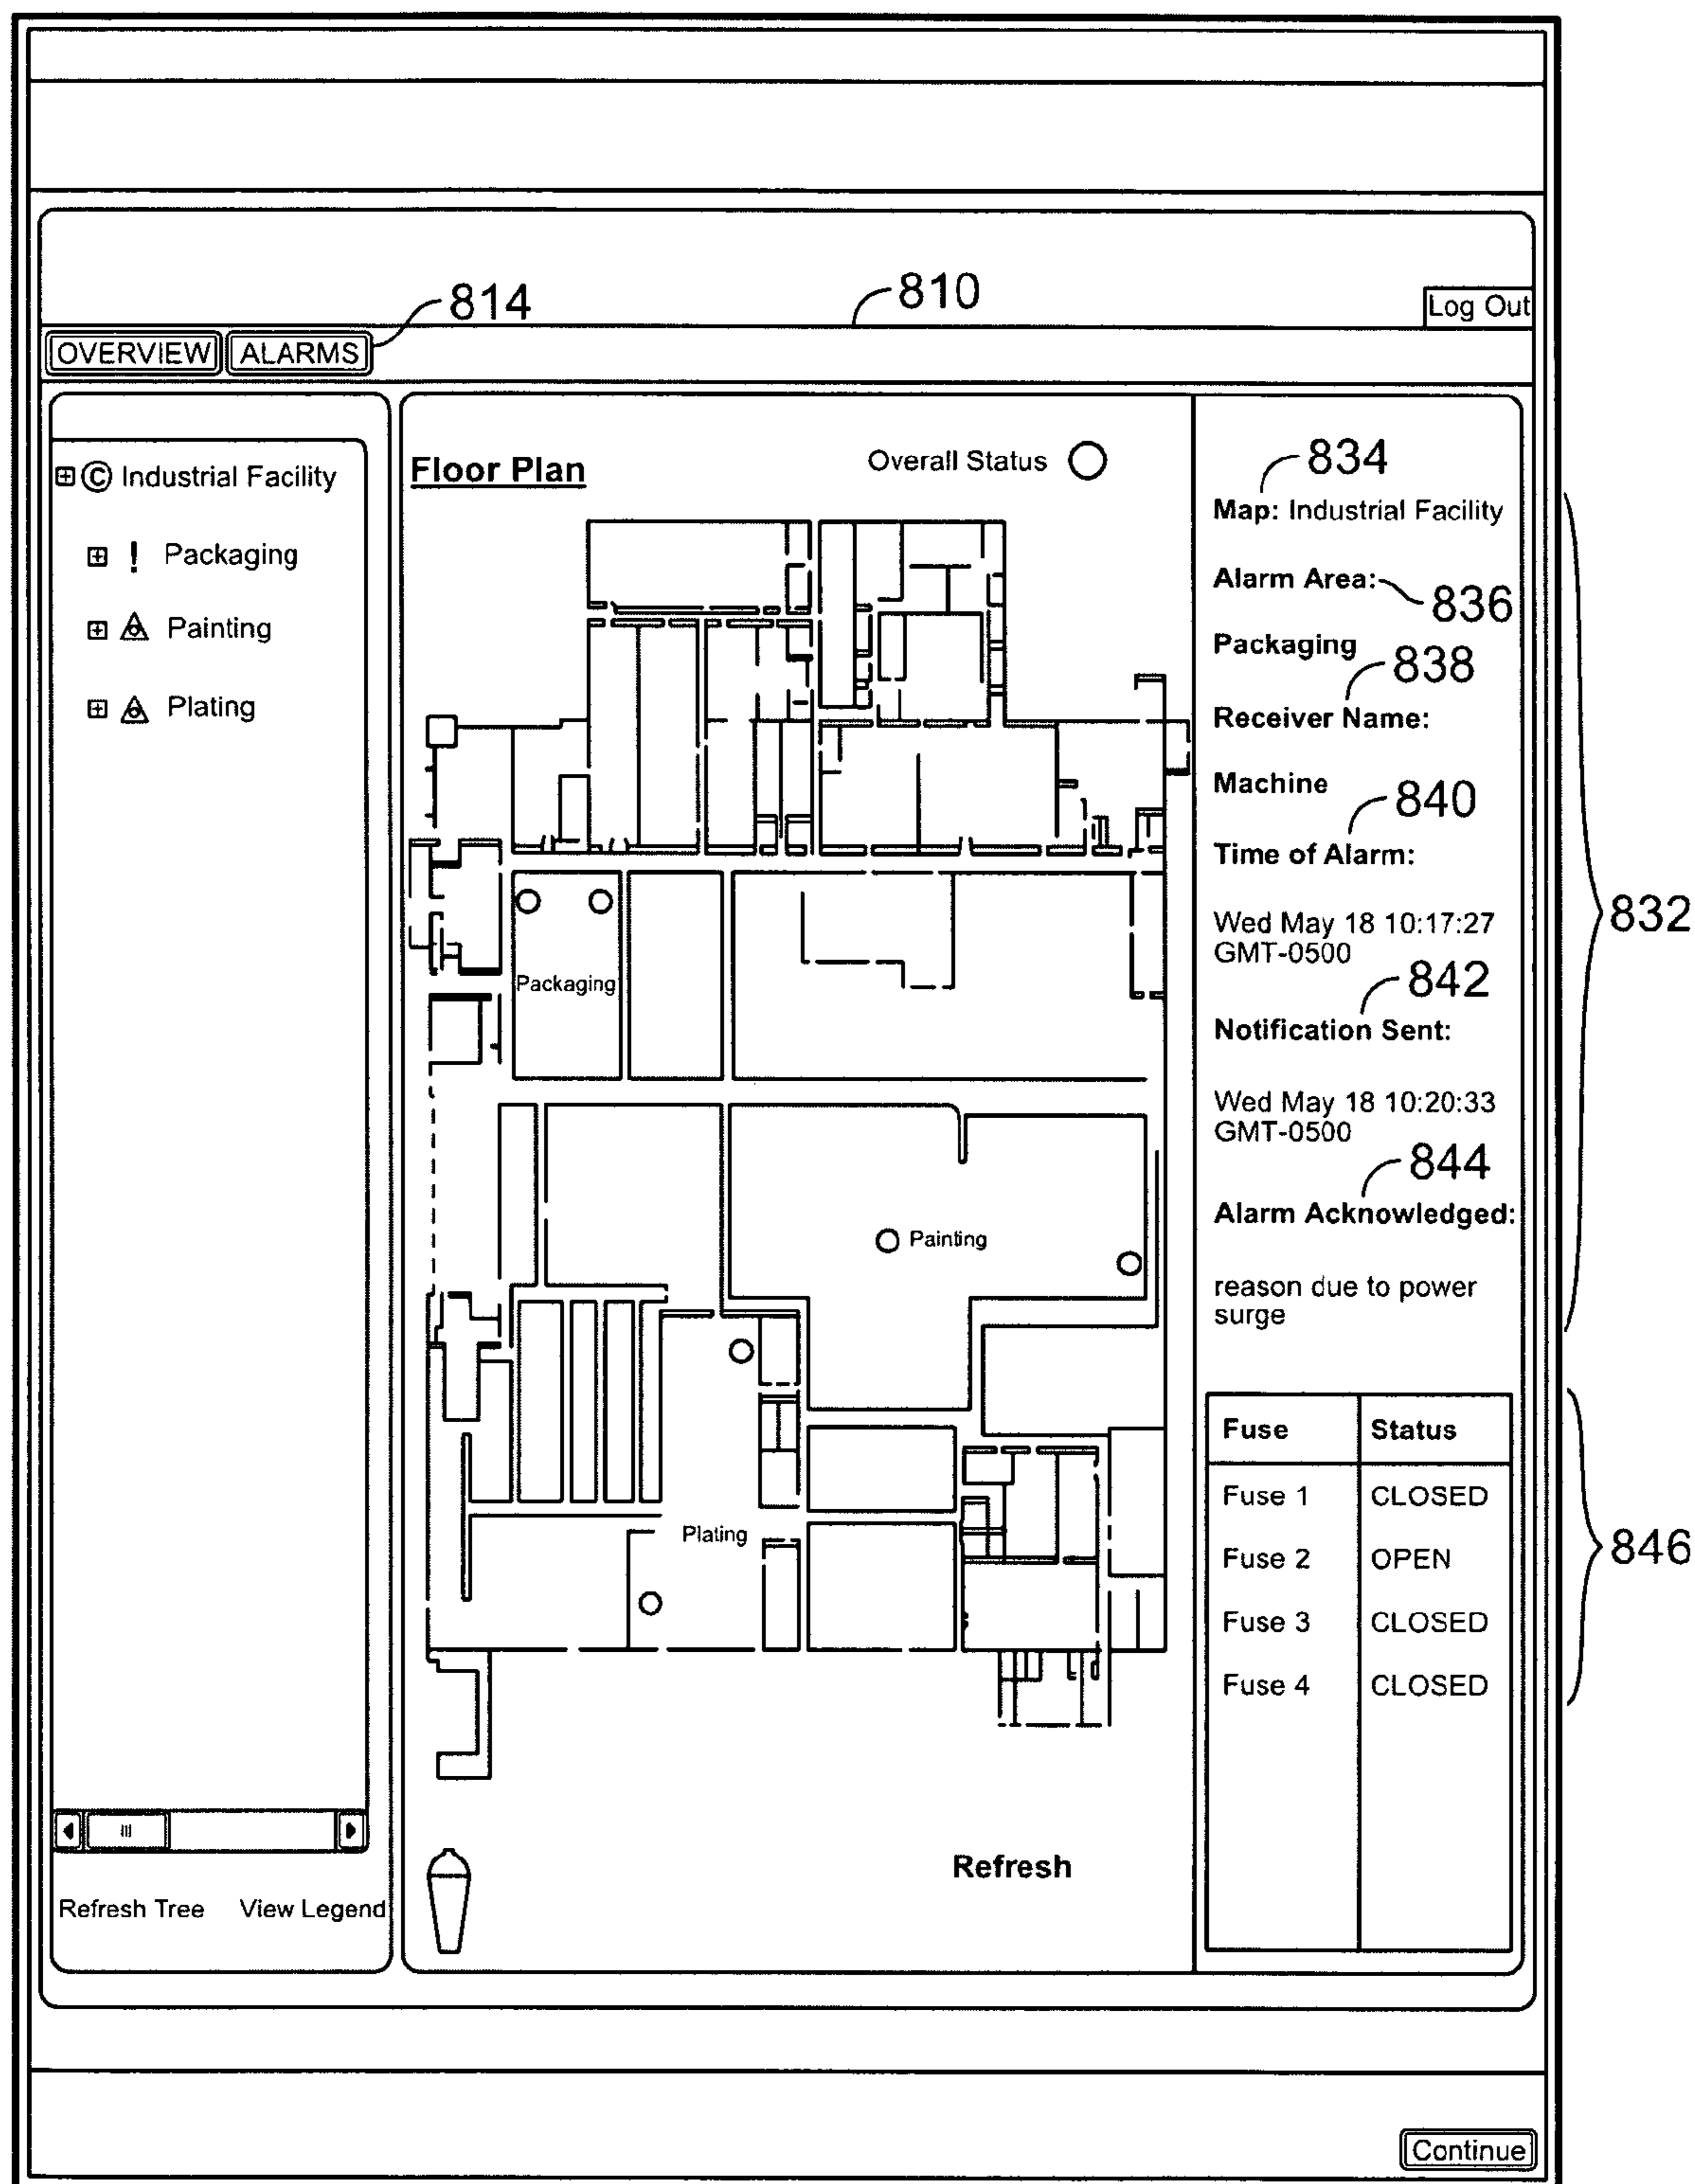 814
810
Log Out
OVERVIEW
ALARMS
Industrial Facility
! Packaging
Painting
Plating
Refresh Tree
View Legend
Floor Plan
Overall Status
Packaging
Painting
Plating
Refresh
834
Map: Industrial Facility
Alarm Area:
836
Packaging
838
Receiver Name:
Machine
840
Time of Alarm:
Wed May 18 10:17:27
GMT-0500
842
Notification Sent:
Wed May 18 10:20:33
GMT-0500
844
Alarm Acknowledged:
reason due to power
surge
832
Fuse Status
Fuse 1 CLOSED
Fuse 2 OPEN
Fuse 3 CLOSED
Fuse 4 CLOSED
846
Continue